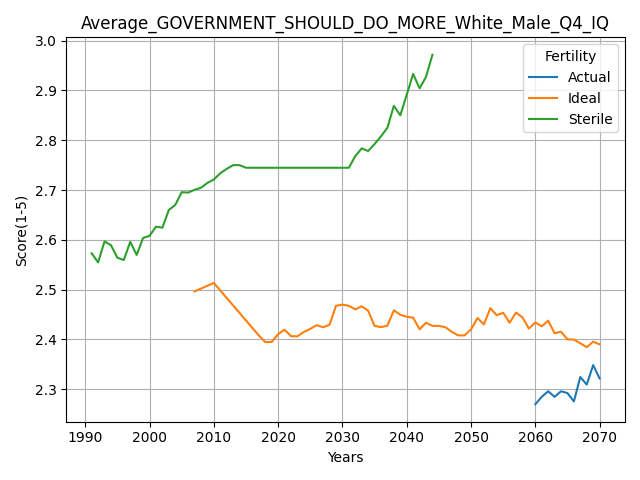 Average_GOVERNMENT_SHOULD_DO_MORE_White_Male_Q4_IQ
3.0
2.9
2.8
2.7
2.6
2.5
2.4
2.3
Score(1-5)
Fertility
Actual
Ideal
Sterile
1990 2000 2010 2020 2030 2040 2050 2060 2070
Years